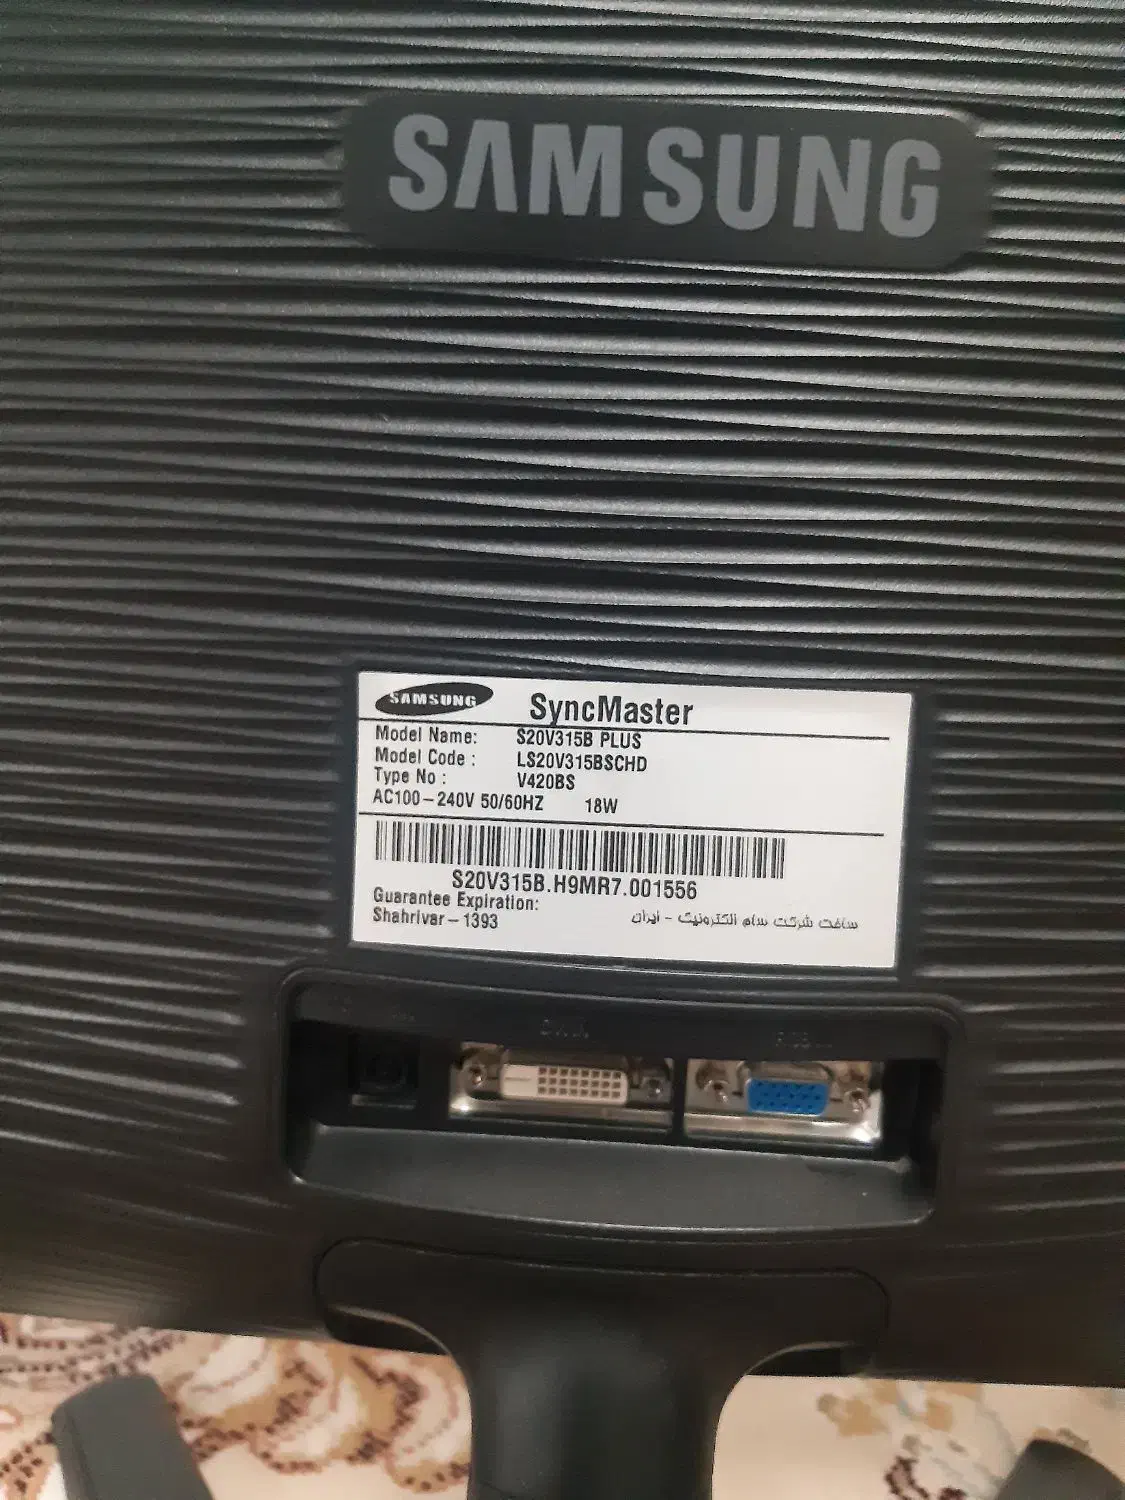 SAMSUNG
SAMSUNG SyncMaster
Model Name: S20V315B PLUS
Model Code : LS20V315BSCHD
Type No : V420BS
AC100-240V 50/60HZ 18W
S20V315B.H9MR7.001556
Guarantee Expiration:
Shahrivar-1393
ساخت شرکت سام الکترونیک - ایران